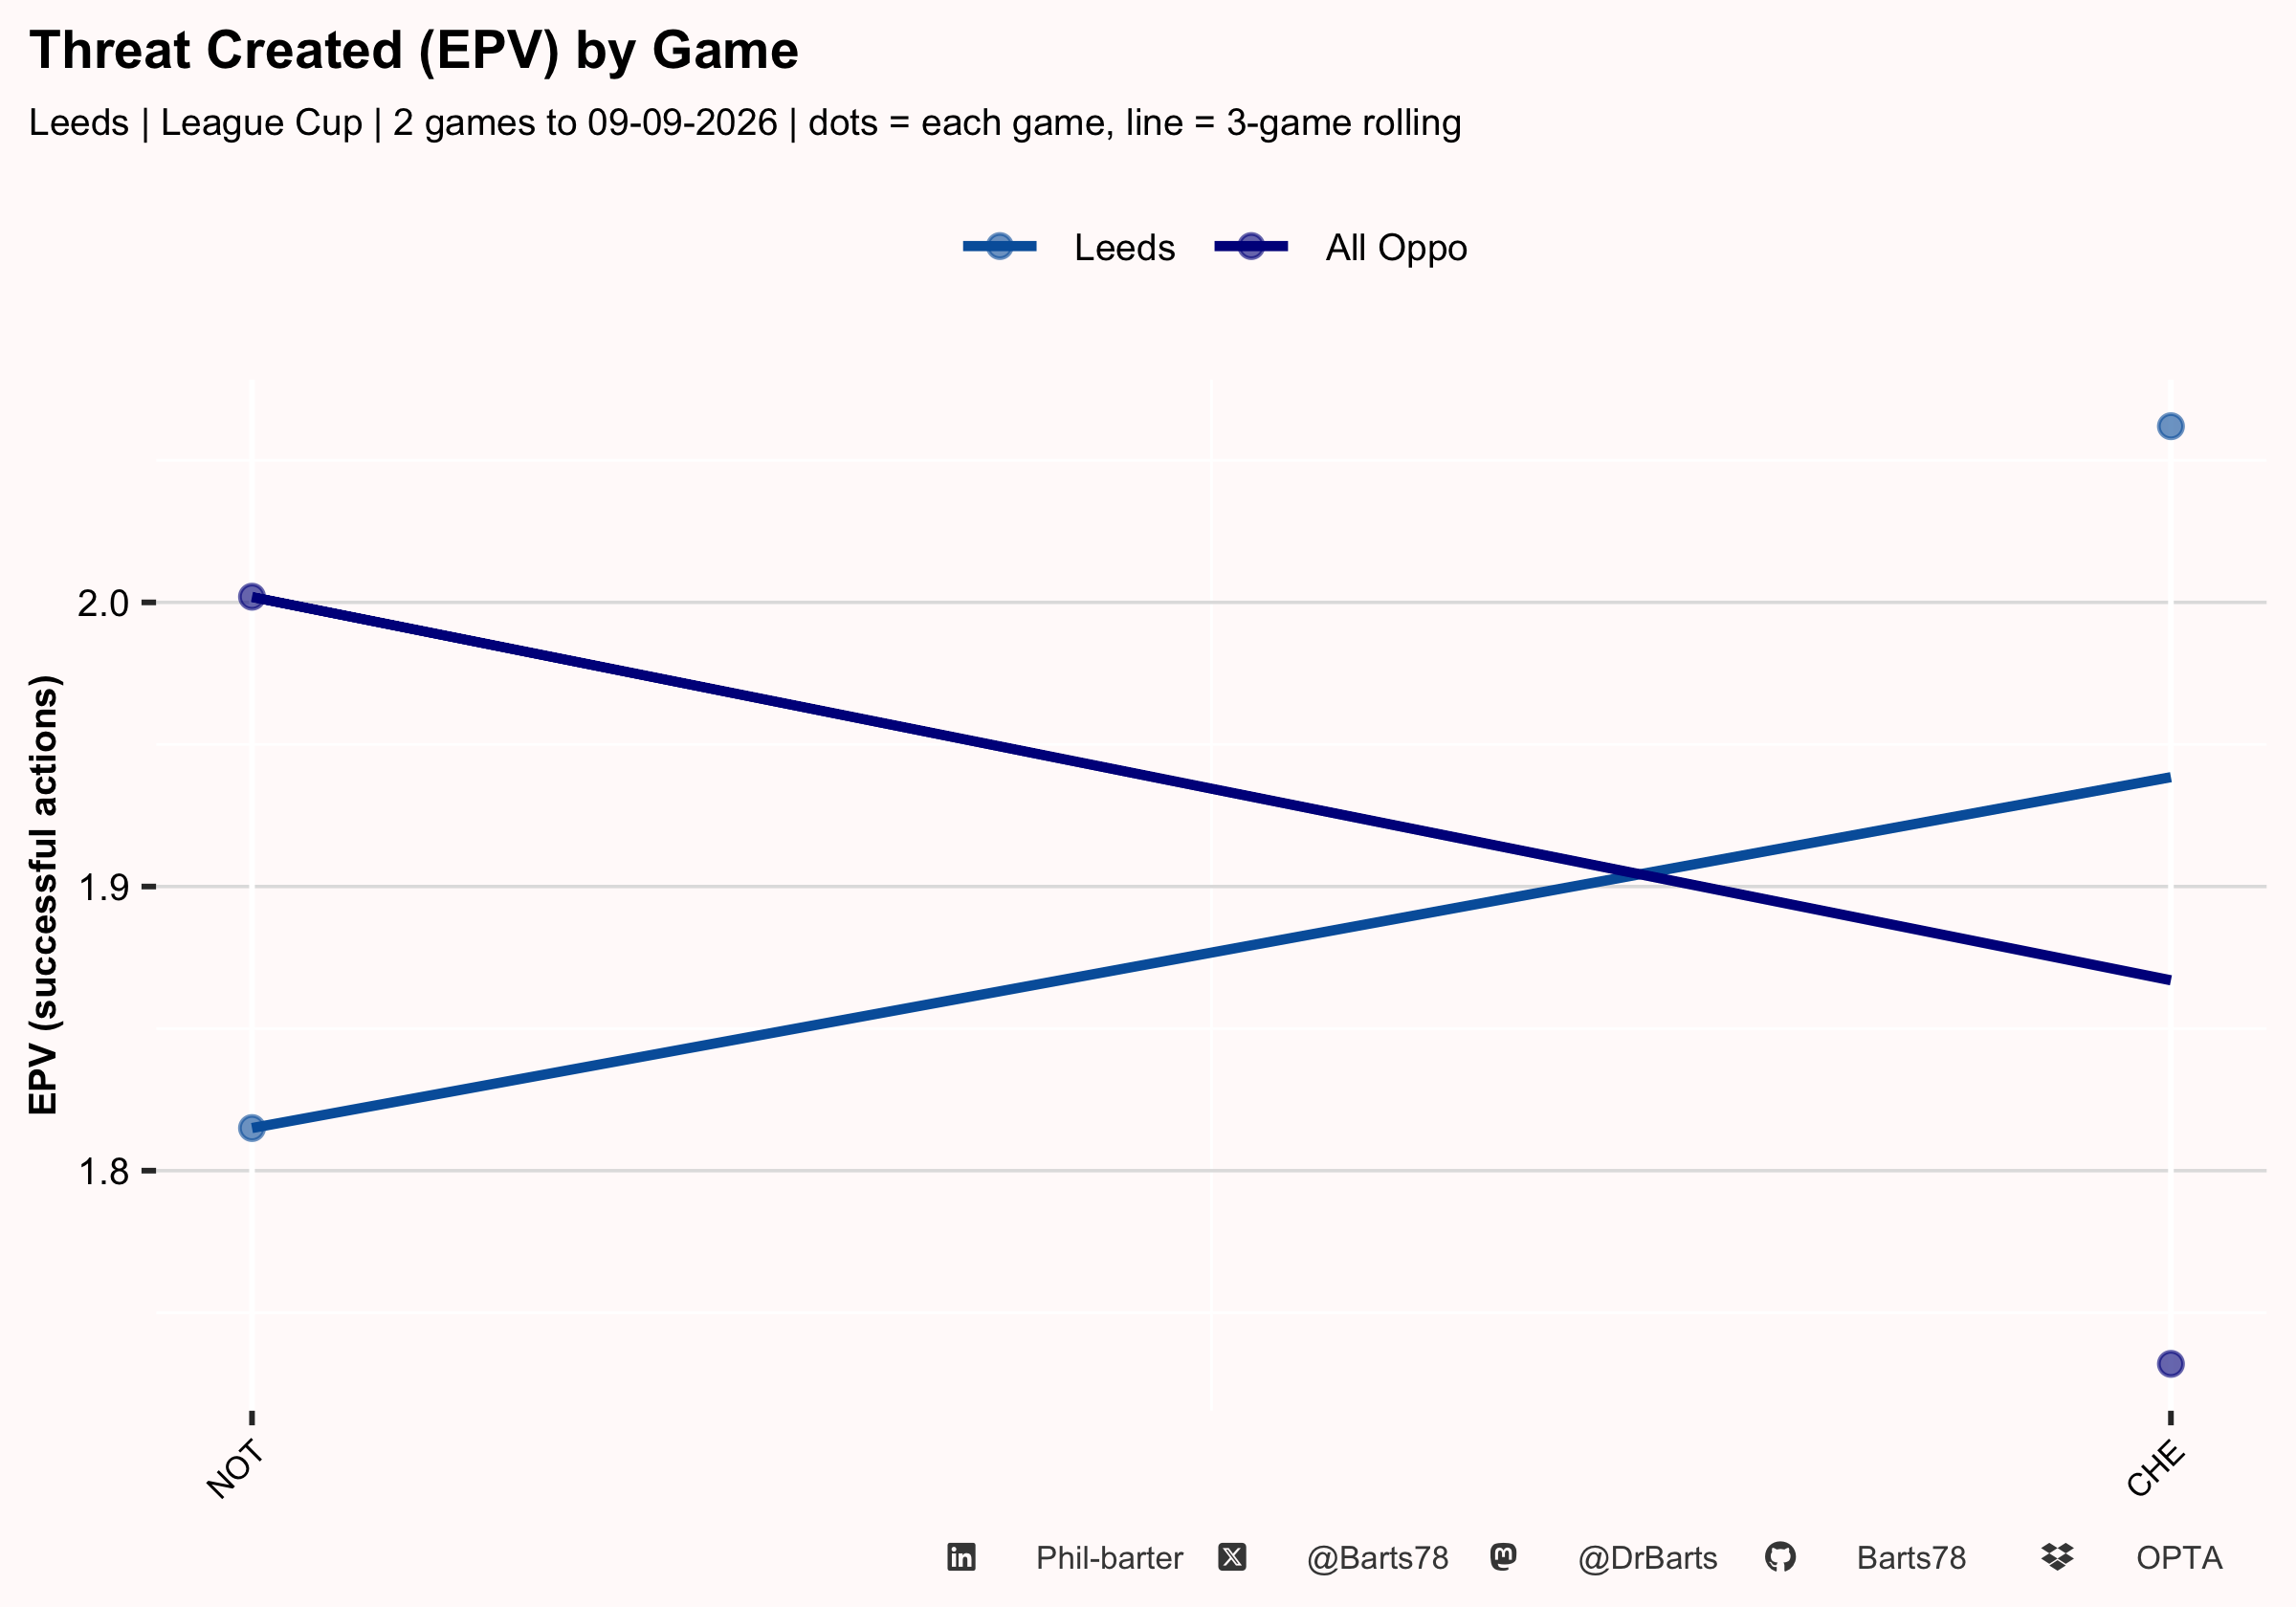 Threat Created (EPV) by Game
Leeds | League Cup | 2 games to 09-09-2026 | dots = each game, line = 3-game rolling
Leeds All Oppo
EPV (successful actions)
2.0
1.9
1.8
NOT CHE
Phil-barter @Barts78 @DrBarts Barts78 OPTA